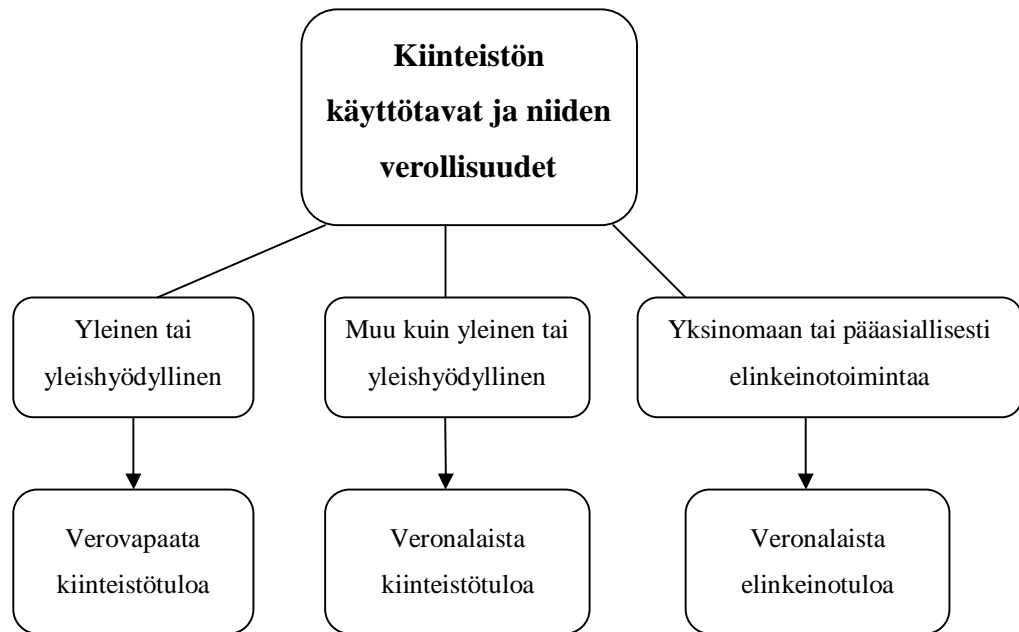 Kiinteistön
käyttötavat ja niiden
verollisuudet
Yleinen tai
yleishyödyllinen
Muu kuin yleinen tai
yleishyödyllinen
Yksinomaan tai pääasiallisesti
elinkeinotoimintaa
Verovapaata
kiinteistötuloa
Veronalaista
kiinteistötuloa
Veronalaista
elinkeinotuloa